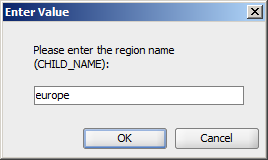 Enter Value
Please enter the region name
(CHILD_NAME):
europe
OK
Cancel